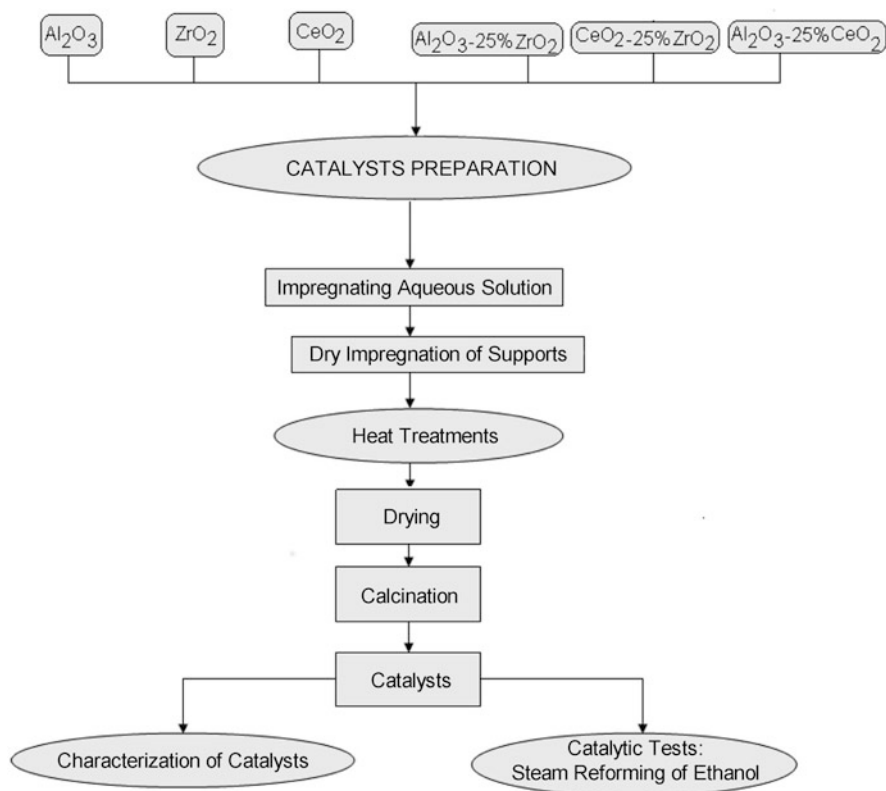 Al₂O₃
ZrO₂
CeO₂
Al₂O₃-25%ZrO₂
CeO₂-25%ZrO₂
Al₂O₃-25%CeO₂
CATALYSTS PREPARATION
Impregnating Aqueous Solution
Dry Impregnation of Supports
Heat Treatments
Drying
Calcination
Catalysts
Characterization of Catalysts
Catalytic Tests:
Steam Reforming of Ethanol